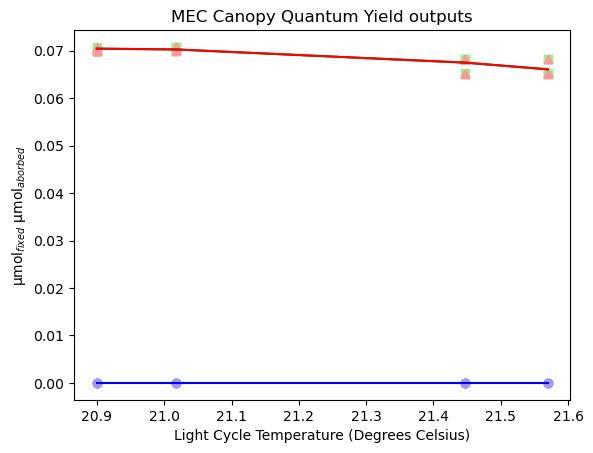 MEC Canopy Quantum Yield outputs
µmol_fixed µmol_aborbed
0.07
0.06
0.05
0.04
0.03
0.02
0.01
0.00
20.9 21.0 21.1 21.2 21.3 21.4 21.5 21.6
Light Cycle Temperature (Degrees Celsius)